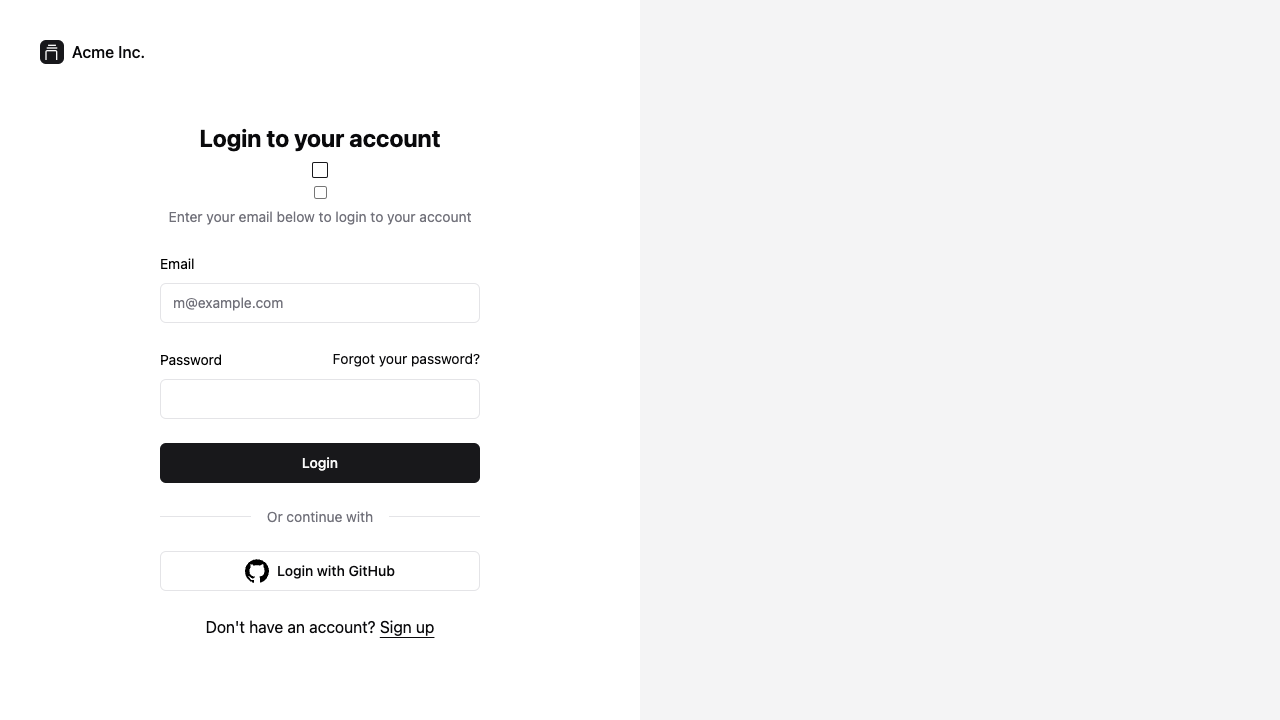 Acme Inc.
Login to your account
Enter your email below to login to your account
Email
m@example.com
Password
Forgot your password?
Login
Or continue with
Login with GitHub
Don't have an account? Sign up